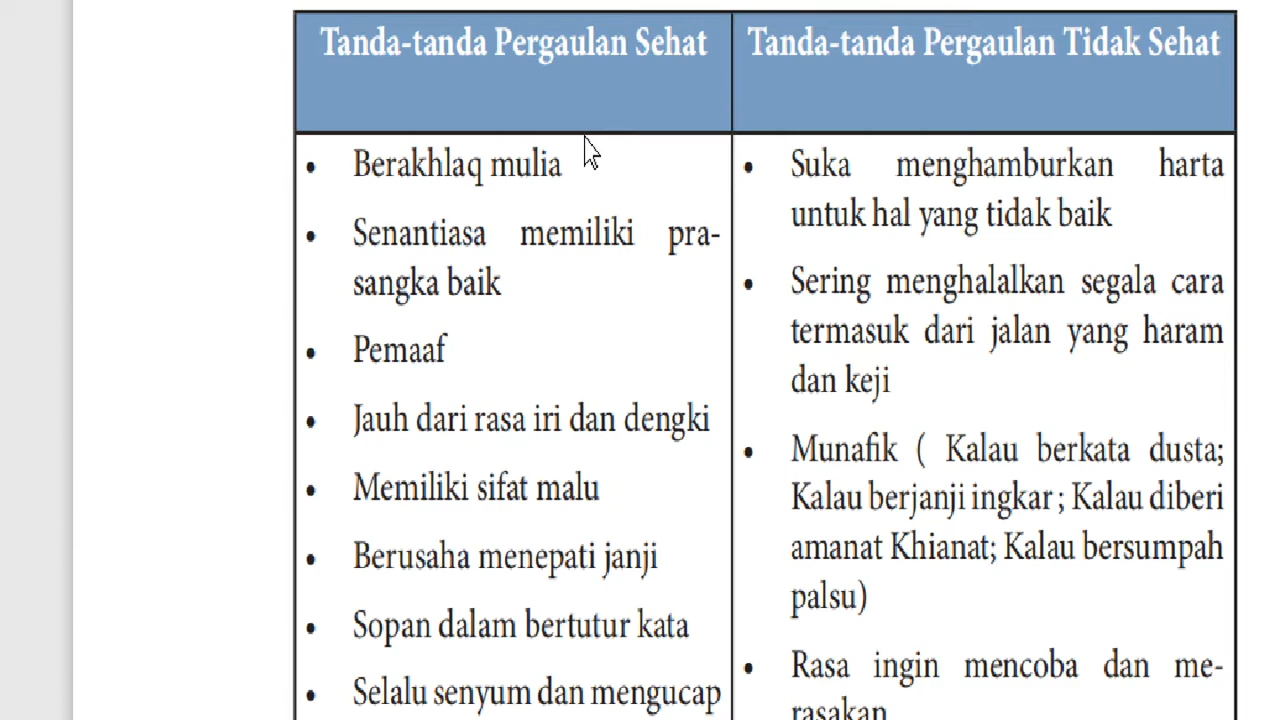 Tanda-tanda Pergaulan Sehat
Berakhlaq mulia
Senantiasa memiliki pra-
sangka baik
Pemaaf
Jauh dari rasa iri dan dengki
Memiliki sifat malu
Berusaha menepati janji
Sopan dalam bertutur kata
Selalu senyum dan mengucap
Tanda-tanda Pergaulan Tidak Sehat
Suka menghamburkan harta
untuk hal yang tidak baik
Sering menghalalkan segala cara
termasuk dari jalan yang haram
dan keji
Munafik ( Kalau berkata dusta;
Kalau berjanji ingkar ; Kalau diberi
amanat Khianat; Kalau bersumpah
palsu)
Rasa ingin mencoba dan me-
rasakan